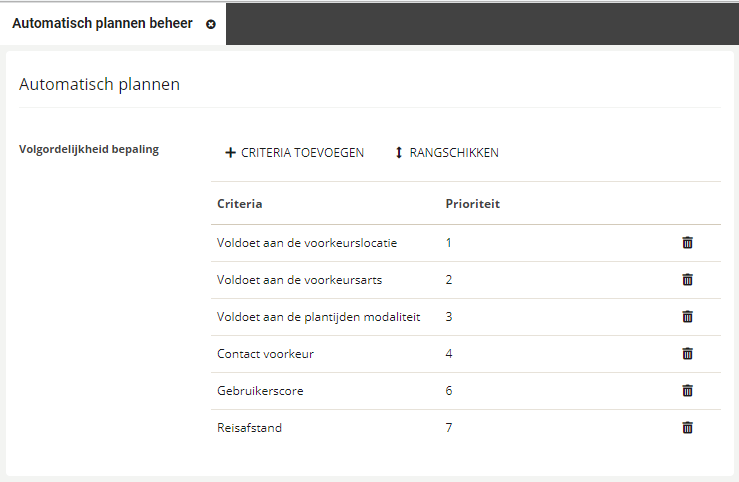 Automatisch plannen beheer
Automatisch plannen
Volgordelijkheid bepaling
CRITERIA TOEVOEGEN RANGSCHIKKEN
Criteria Prioriteit
Voldoet aan de voorkeurslocatie 1
Voldoet aan de voorkeursarts 2
Voldoet aan de plantijden modaliteit 3
Contact voorkeur 4
Gebruikerscore 6
Reisafstand 7